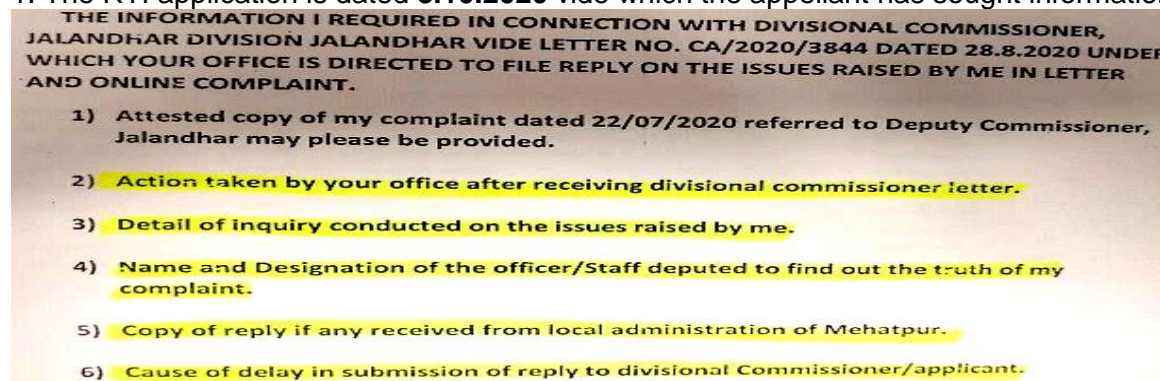 1. The RTI application is dated 5.10.2020 vide which the appellant has sought information
THE INFORMATION I REQUIRED IN CONNECTION WITH DIVISIONAL COMMISSIONER,
JALANDHAR DIVISION JALANDHAR VIDE LETTER NO. CA/2020/3844 DATED 28.8.2020 UNDER
WHICH YOUR OFFICE IS DIRECTED TO FILE REPLY ON THE ISSUES RAISED BY ME IN LETTER
AND ONLINE COMPLAINT.
1) Attested copy of my complaint dated 22/07/2020 referred to Deputy Commissioner,
Jalandhar may please be provided.
2) Action taken by your office after receiving divisional commissioner letter.
3) Detail of inquiry conducted on the issues raised by me.
4) Name and Designation of the officer/Staff deputed to find out the truth of my
complaint.
5) Copy of reply if any received from local administration of Mehatpur.
6) Cause of delay in submission of reply to divisional Commissioner/applicant.